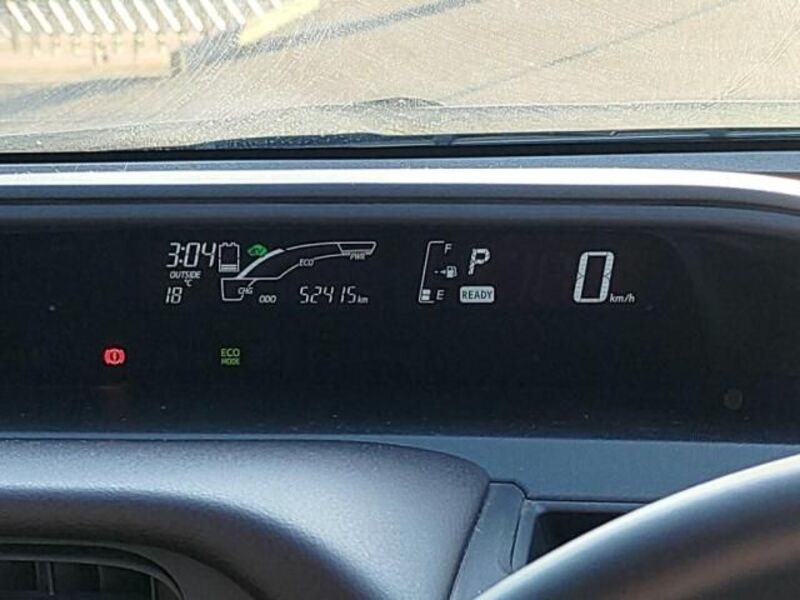 3:04
OUTSIDE
18 °C
ECO
PWR
CHG
ODO 52415 km
F
E
P
READY
0 km/h
ECO
MODE